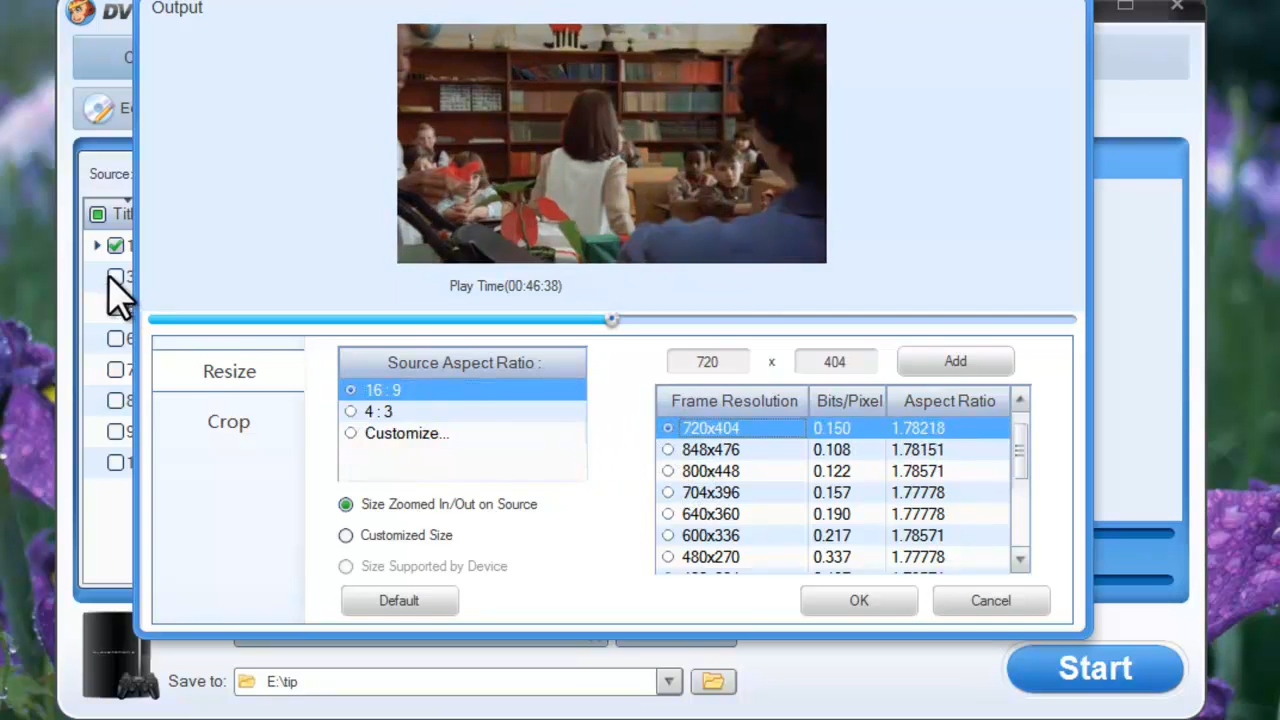 Output
DV
Source:
Play Time(00:46:38)
Resize
Crop
Source Aspect Ratio :
16 : 9
4 : 3
Customize...
Size Zoomed In/Out on Source
Customized Size
Size Supported by Device
Default
720 x 404 Add
Frame Resolution Bits/Pixel Aspect Ratio
720x404 0.150 1.78218
848x476 0.108 1.78151
800x448 0.122 1.78571
704x396 0.157 1.77778
640x360 0.190 1.77778
600x336 0.217 1.78571
480x270 0.337 1.77778
OK Cancel
Save to: E:\tip
Start